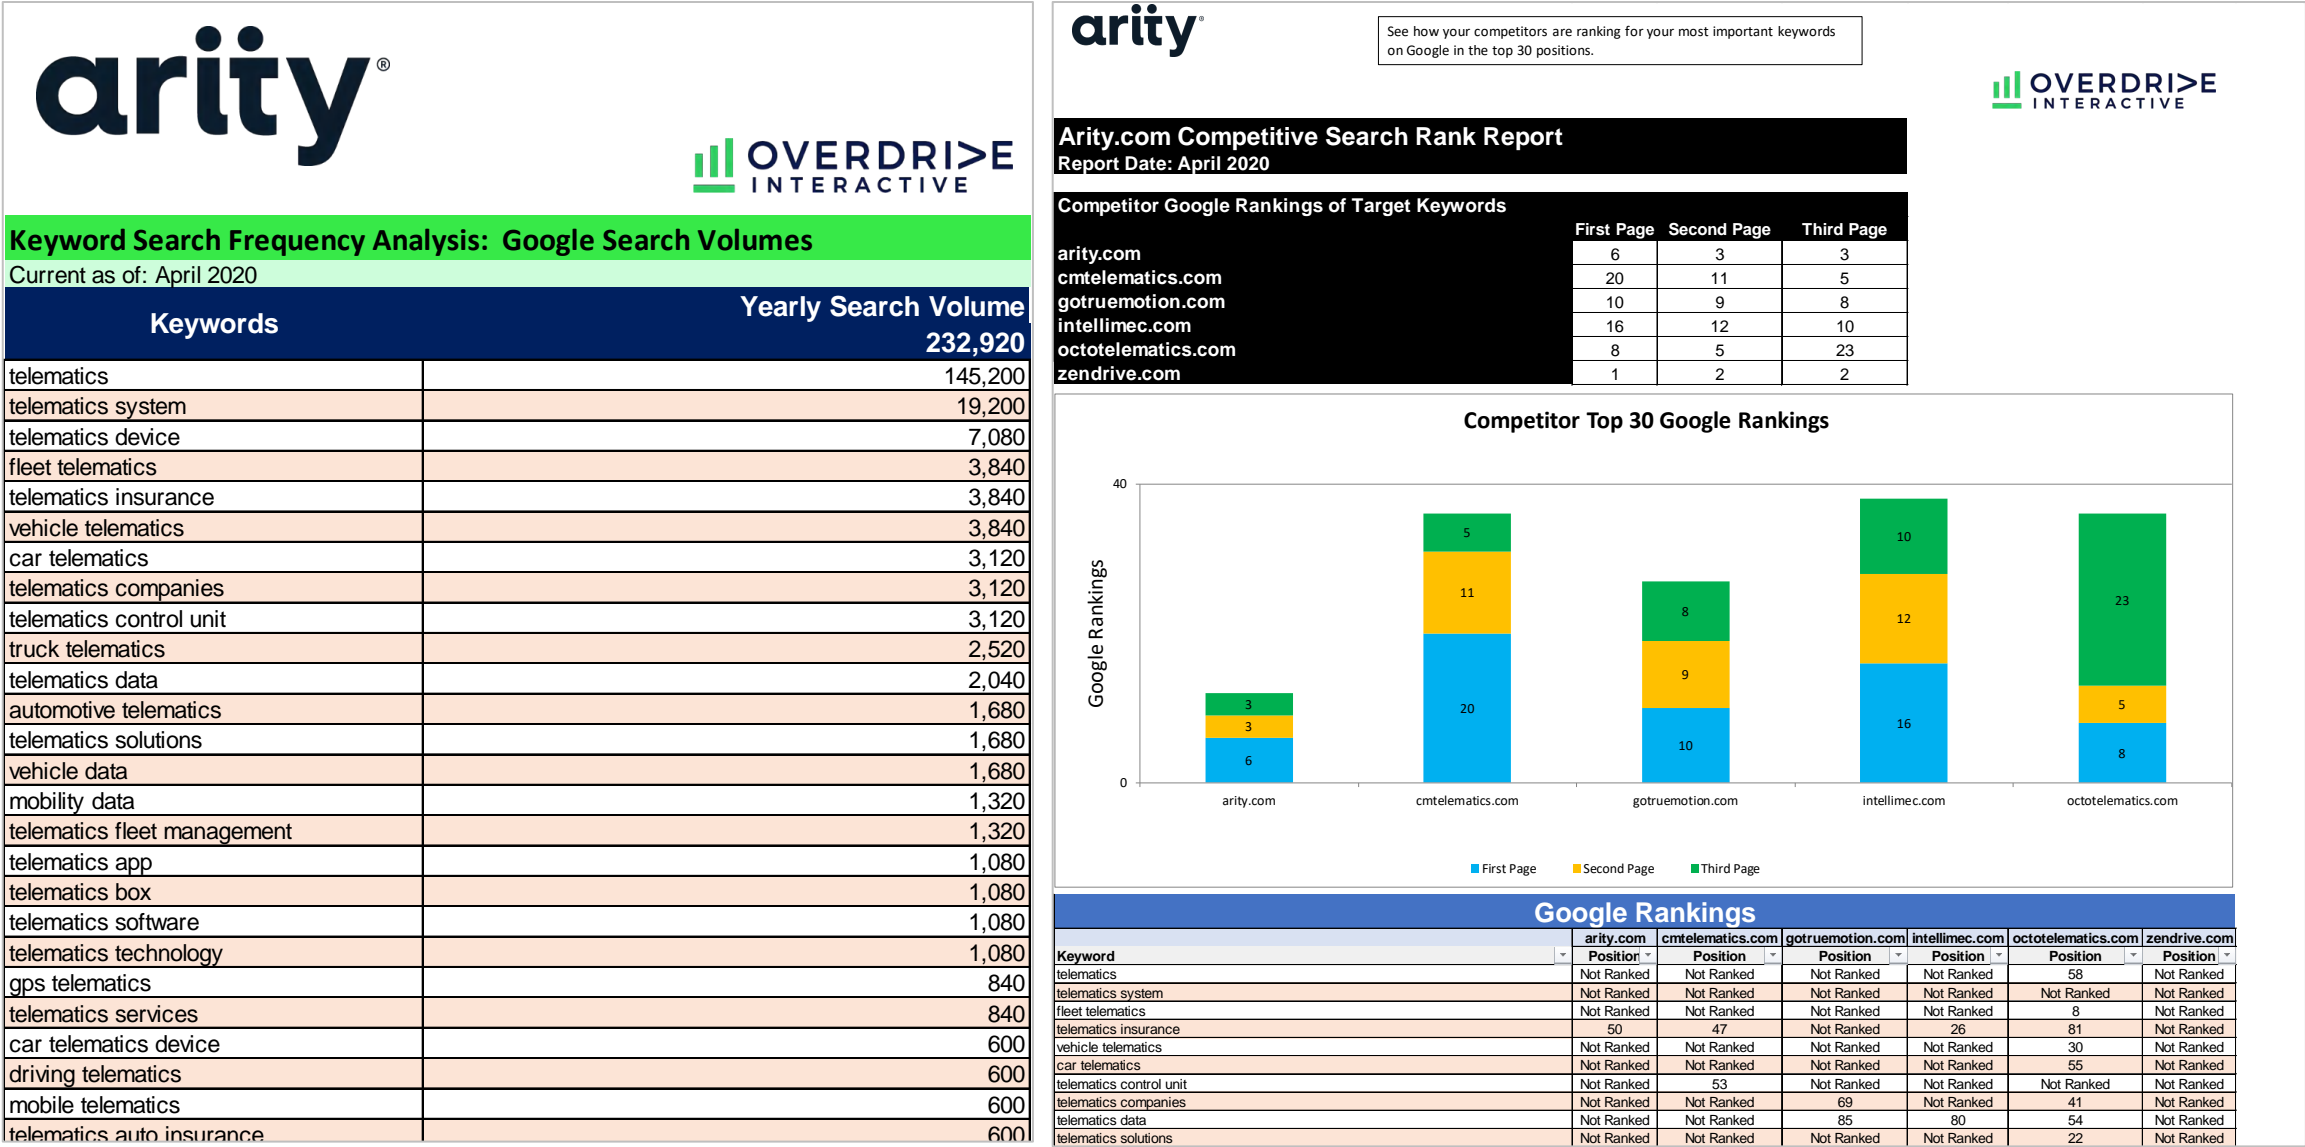 arity®
OVERDRIVE
INTERACTIVE
Keyword Search Frequency Analysis: Google Search Volumes
Current as of: April 2020
Keywords Yearly Search Volume
232,920
telematics 145,200
telematics system 19,200
telematics device 7,080
fleet telematics 3,840
telematics insurance 3,840
vehicle telematics 3,840
car telematics 3,120
telematics companies 3,120
telematics control unit 3,120
truck telematics 2,520
telematics data 2,040
automotive telematics 1,680
telematics solutions 1,680
vehicle data 1,680
mobility data 1,320
telematics fleet management 1,320
telematics app 1,080
telematics box 1,080
telematics software 1,080
telematics technology 1,080
gps telematics 840
telematics services 840
car telematics device 600
driving telematics 600
mobile telematics 600
telematics auto insurance 600
arity
See how your competitors are ranking for your most important keywords
on Google in the top 30 positions.
OVERDRIVE
INTERACTIVE
Arity.com Competitive Search Rank Report
Report Date: April 2020
Competitor Google Rankings of Target Keywords
First Page Second Page Third Page
arity.com 6 3 3
cmtelematics.com 20 11 5
gotruemotion.com 10 9 8
intellimec.com 16 12 10
octotelematics.com 8 5 23
zendrive.com 1 2 2
Competitor Top 30 Google Rankings
40
Google Rankings
5 10
11 8 12 23
3 9
3 20 16 5
6 10 8
0
arity.com cmtelematics.com gotruemotion.com intellimec.com octotelematics.com
First Page Second Page Third Page
Google Rankings
arity.com cmtelematics.com gotruemotion.com intellimec.com octotelematics.com zendrive.com
Keyword Position Position Position Position Position Position
telematics Not Ranked Not Ranked Not Ranked Not Ranked 58 Not Ranked
telematics system Not Ranked Not Ranked Not Ranked Not Ranked Not Ranked Not Ranked
fleet telematics Not Ranked Not Ranked Not Ranked Not Ranked 8 Not Ranked
telematics insurance 50 47 Not Ranked 26 81 Not Ranked
vehicle telematics Not Ranked Not Ranked Not Ranked Not Ranked 30 Not Ranked
car telematics Not Ranked Not Ranked Not Ranked Not Ranked 55 Not Ranked
telematics control unit Not Ranked 53 Not Ranked Not Ranked Not Ranked Not Ranked
telematics companies Not Ranked Not Ranked 69 Not Ranked 41 Not Ranked
telematics data Not Ranked Not Ranked 85 80 54 Not Ranked
telematics solutions Not Ranked Not Ranked Not Ranked Not Ranked 22 Not Ranked